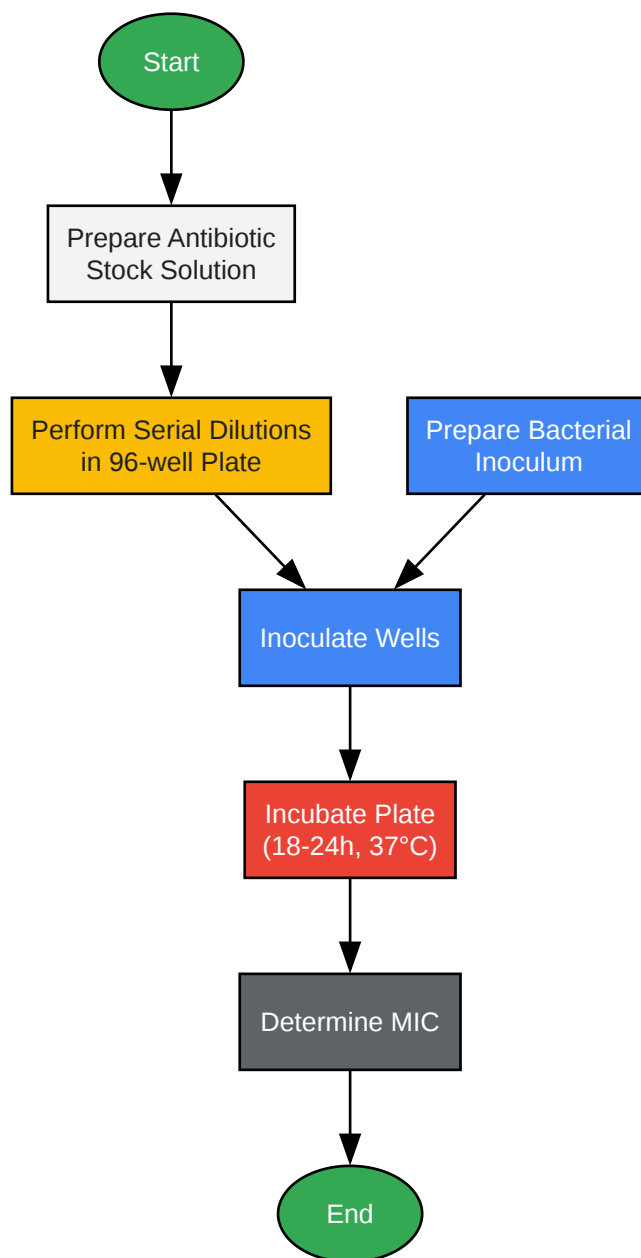 Start
Prepare Antibiotic
Stock Solution
Perform Serial Dilutions
in 96-well Plate
Prepare Bacterial
Inoculum
Inoculate Wells
Incubate Plate
(18-24h, 37°C)
Determine MIC
End